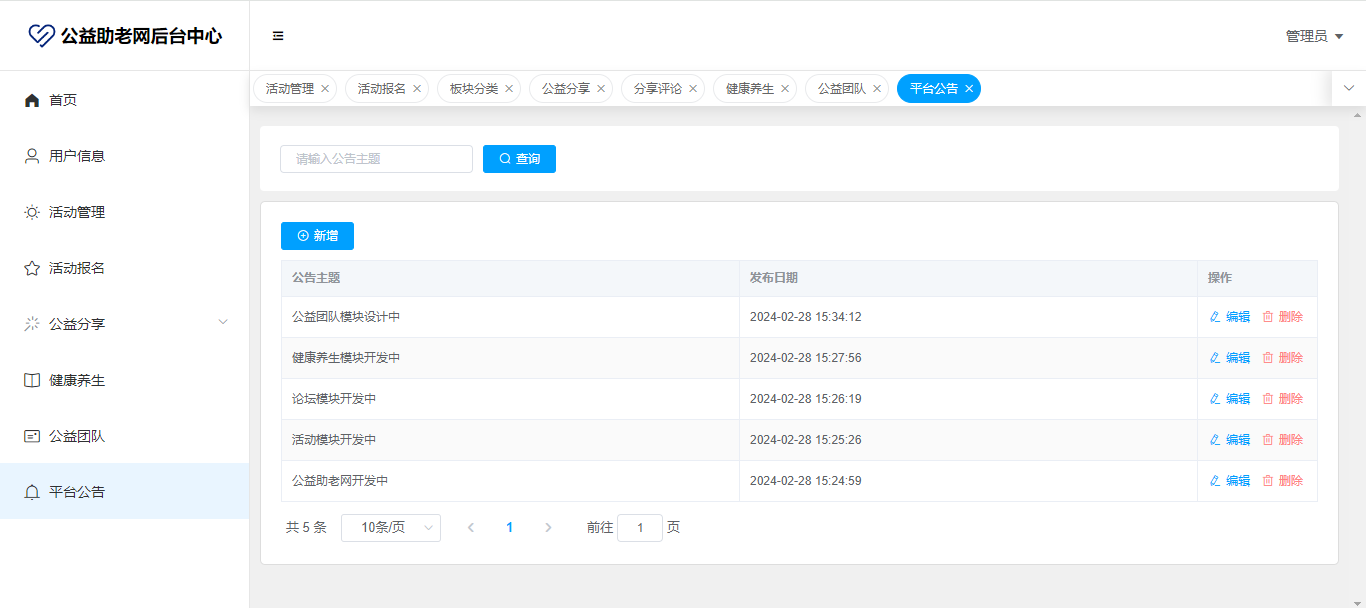 公益助老网后台中心
管理员
首页
用户信息
活动管理
活动报名
公益分享
健康养生
公益团队
平台公告
活动管理 活动报名 板块分类 公益分享 分享评论 健康养生 公益团队 平台公告
请输入公告主题 查询
新增
公告主题 发布日期 操作
公益团队模块设计中 2024-02-28 15:34:12 编辑 删除
健康养生模块开发中 2024-02-28 15:27:56 编辑 删除
论坛模块开发中 2024-02-28 15:26:19 编辑 删除
活动模块开发中 2024-02-28 15:25:26 编辑 删除
公益助老网开发中 2024-02-28 15:24:59 编辑 删除
共 5 条 10条/页 1 前往 1 页